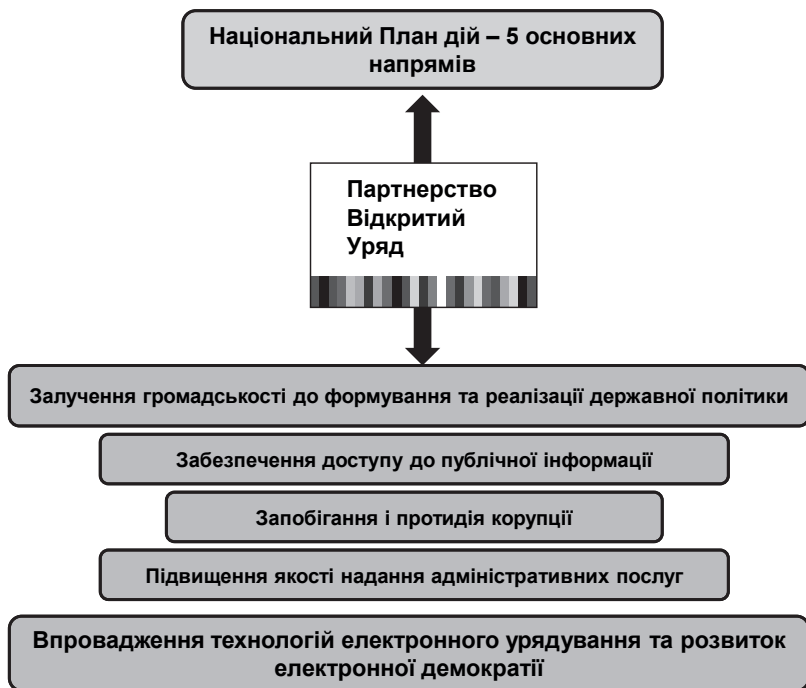 Національний План дій – 5 основних
напрямів
Партнерство
Відкритий
Уряд
Залучення громадськості до формування та реалізації державної політики
Забезпечення доступу до публічної інформації
Запобігання і протидія корупції
Підвищення якості надання адміністративних послуг
Впровадження технологій електронного урядування та розвиток
електронної демократії